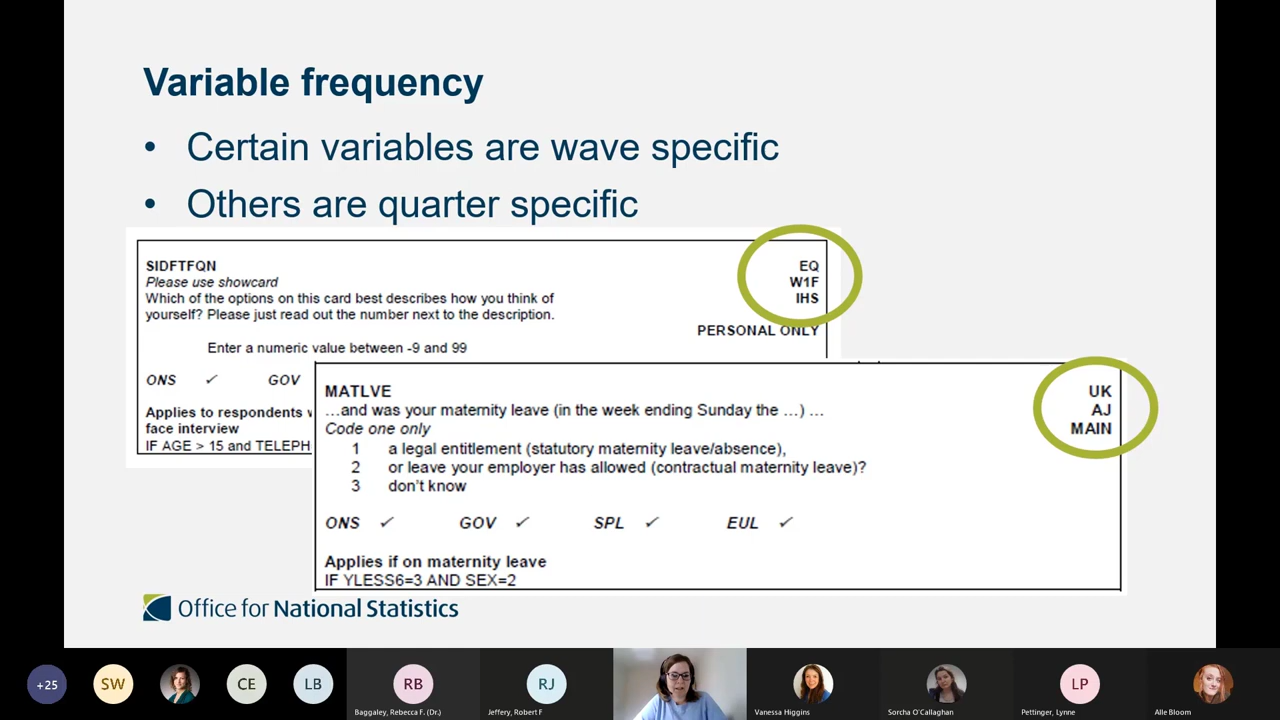 Variable frequency
• Certain variables are wave specific
• Others are quarter specific
SIDFTFQN EQ
Please use showcard W1F
Which of the options on this card best describes how you think of IHS
yourself? Please just read out the number next to the description.
PERSONAL ONLY
Enter a numeric value between -9 and 99
ONS ✓ GOV
Applies to respondents
face interview
IF AGE > 15 and TELEPH
MATLVE UK
…and was your maternity leave (in the week ending Sunday the …) … AJ
Code one only MAIN
1 a legal entitlement (statutory maternity leave/absence),
2 or leave your employer has allowed (contractual maternity leave)?
3 don't know
ONS ✓ GOV ✓ SPL ✓ EUL ✓
Applies if on maternity leave
IF YLESS6=3 AND SEX=2
Office for National Statistics
+25 SW CE LB RB RJ LP
Baggaley, Rebecca F. (Dr.) Jeffery, Robert F Vanessa Higgins Sorcha O'Callaghan Pettinger, Lynne Alle Bloom